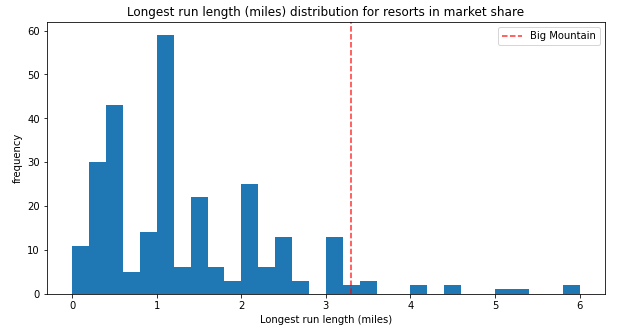 Longest run length (miles) distribution for resorts in market share
Big Mountain
60
50
40
30
20
10
0
frequency
0 1 2 3 4 5 6
Longest run length (miles)